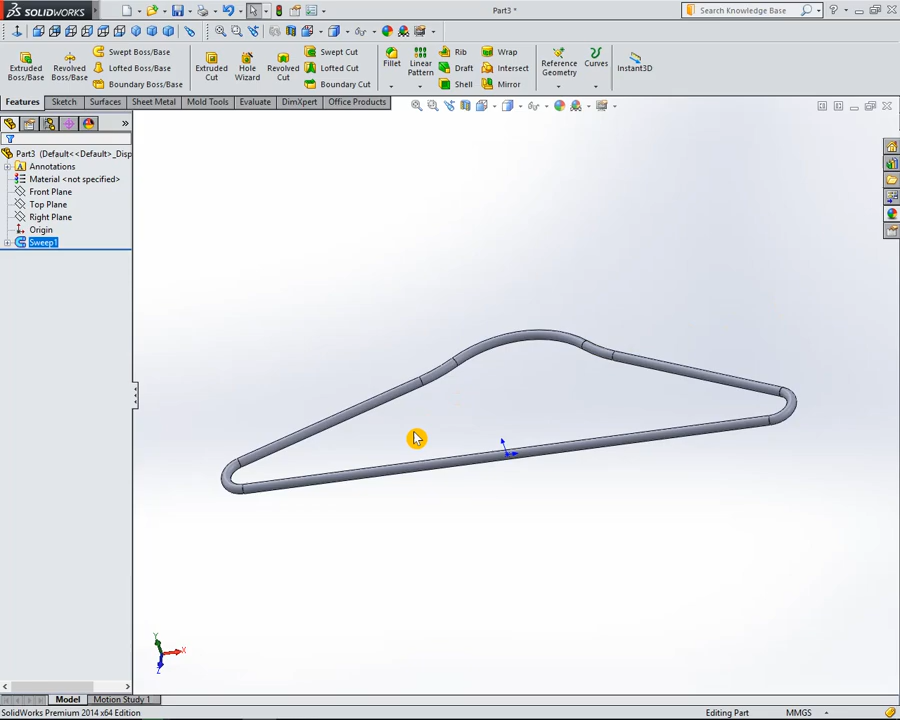 SOLIDWORKS
Part3 *
Search Knowledge Base
Extruded Boss/Base
Revolved Boss/Base
Swept Boss/Base
Lofted Boss/Base
Boundary Boss/Base
Extruded Cut
Hole Wizard
Revolved Cut
Swept Cut
Lofted Cut
Boundary Cut
Fillet
Linear Pattern
Rib
Draft
Shell
Wrap
Intersect
Mirror
Reference Geometry
Curves
Instant3D
Features
Sketch
Surfaces
Sheet Metal
Mold Tools
Evaluate
DimXpert
Office Products
Part3 (Default<<Default>_Disp
Annotations
Material <not specified>
Front Plane
Top Plane
Right Plane
Origin
Sweep1
Y
X
Z
Model
Motion Study 1
SolidWorks Premium 2014 x64 Edition
Editing Part
MMGS